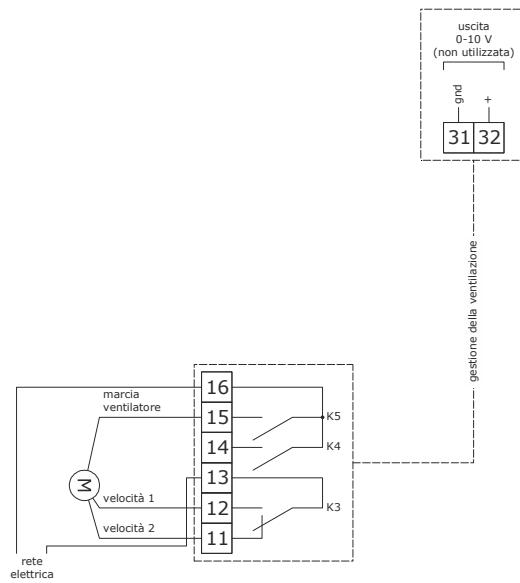 uscita
0-10 V
(non utilizzata)
gnd
+
31 32
gestione della ventilazione
marcia
ventilatore
16
15
K5
14
K4
13
M
velocità 1
12
K3
velocità 2
11
rete
elettrica